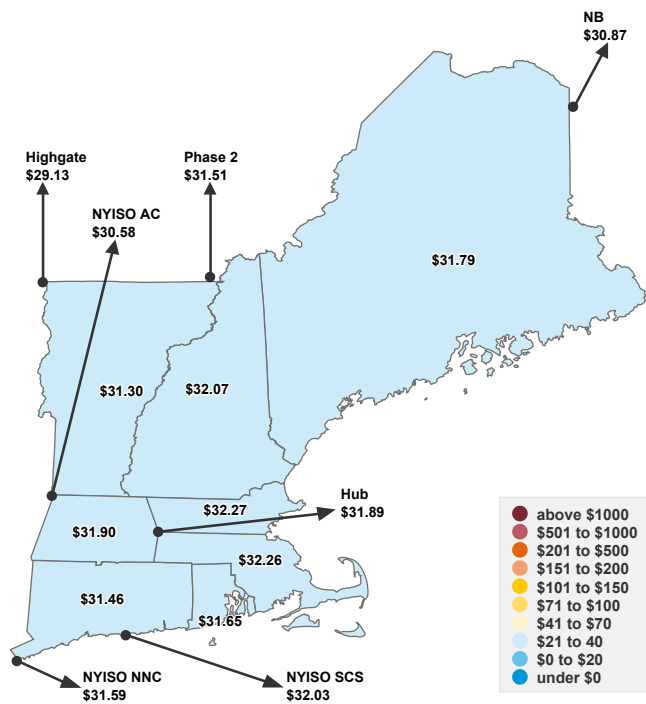 NB
$30.87
Highgate
$29.13
Phase 2
$31.51
NYISO AC
$30.58
$31.79
$31.30
$32.07
Hub
$31.89
$32.27
$31.90
$32.26
$31.46
$31.65
NYISO NNC
$31.59
NYISO SCS
$32.03
above $1000
$501 to $1000
$201 to $500
$151 to $200
$101 to $150
$71 to $100
$41 to $70
$21 to 40
$0 to $20
under $0